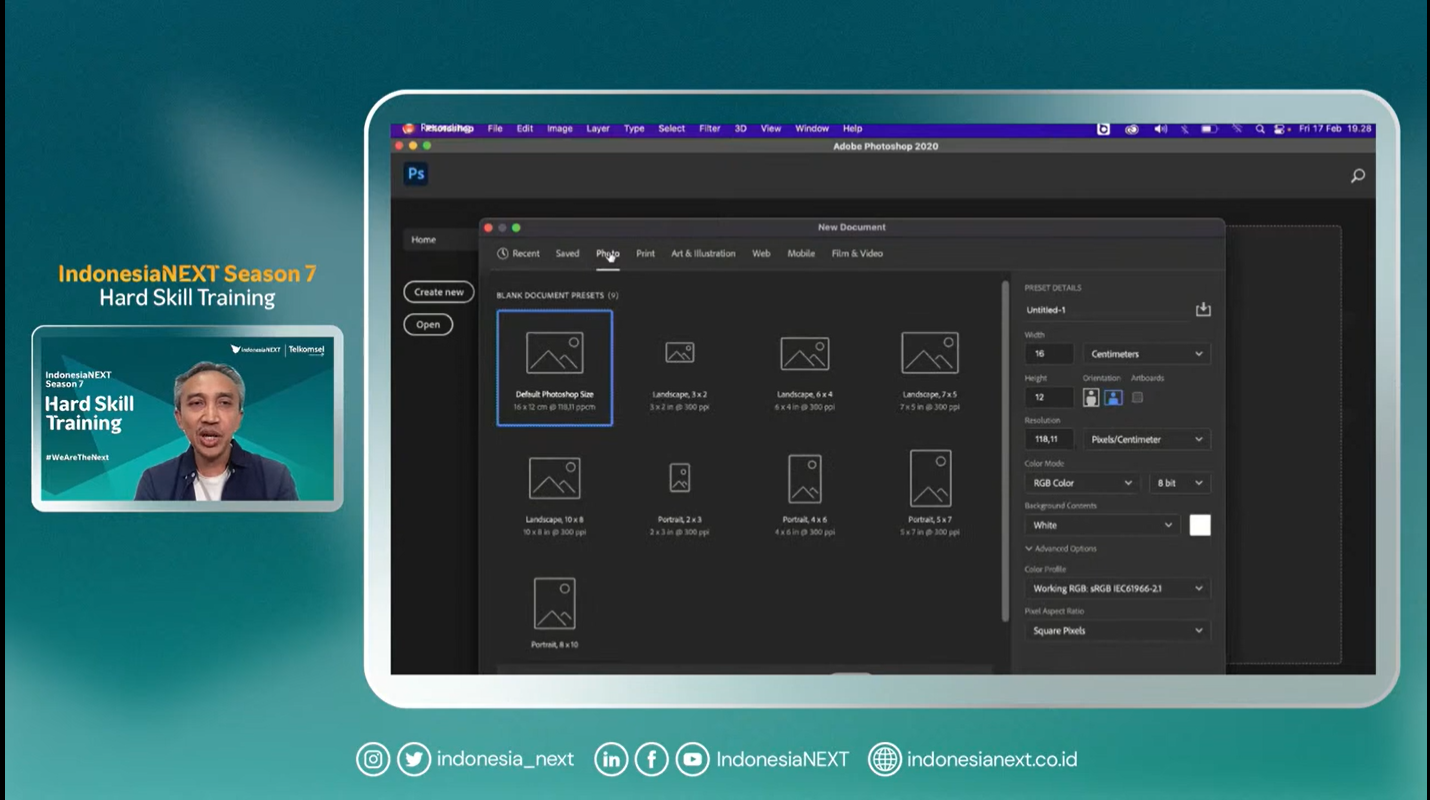 IndonesiaNEXT Season 7
Hard Skill Training
IndonesiaNEXT | Telkomsel
IndonesiaNEXT
Season 7
Hard Skill
Training
#WeAreTheNext
File Edit Image Layer Type Select Filter 3D View Window Help Fri 17 Feb 19.28
Adobe Photoshop 2020
Ps
Home
Create new
Open
New Document
Recent Saved Photo Print Art & Illustration Web Mobile Film & Video
BLANK DOCUMENT PRESETS (9)
Default Photoshop Size
16 x 12 cm @ 118,11 ppcm
Landscape, 3 x 2
3 x 2 in @ 300 ppi
Landscape, 6 x 4
6 x 4 in @ 300 ppi
Landscape, 7 x 5
7 x 5 in @ 300 ppi
Landscape, 10 x 8
10 x 8 in @ 300 ppi
Portrait, 2 x 3
2 x 3 in @ 300 ppi
Portrait, 4 x 6
4 x 6 in @ 300 ppi
Portrait, 5 x 7
5 x 7 in @ 300 ppi
Portrait, 8 x 10
PRESET DETAILS
Untitled-1
Width
16 Centimeters
Height Orientation Artboards
12
Resolution
118,11 Pixels/Centimeter
Color Mode
RGB Color 8 bit
Background Contents
White
Advanced Options
Color Profile
Working RGB: sRGB IEC61966-2.1
Pixel Aspect Ratio
Square Pixels
indonesia_next IndonesiaNEXT indonesianext.co.id